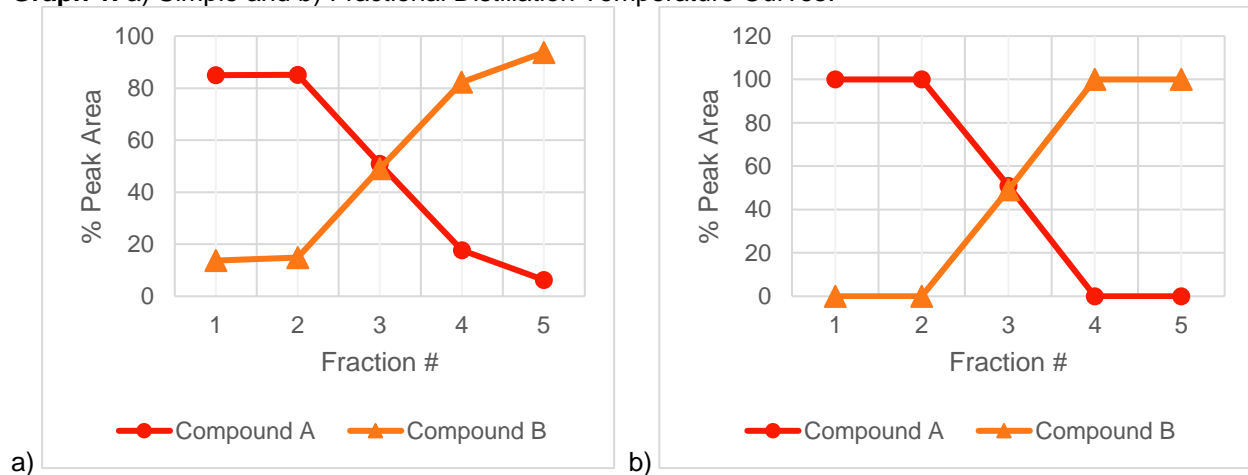 Graph 1. a) Simple and b) Fractional Distillation Temperature Curves.
100
80
60
40
20
0
% Peak Area
1 2 3 4 5
Fraction #
Compound A Compound B
a)
120
100
80
60
40
20
0
% Peak Area
1 2 3 4 5
Fraction #
Compound A Compound B
b)